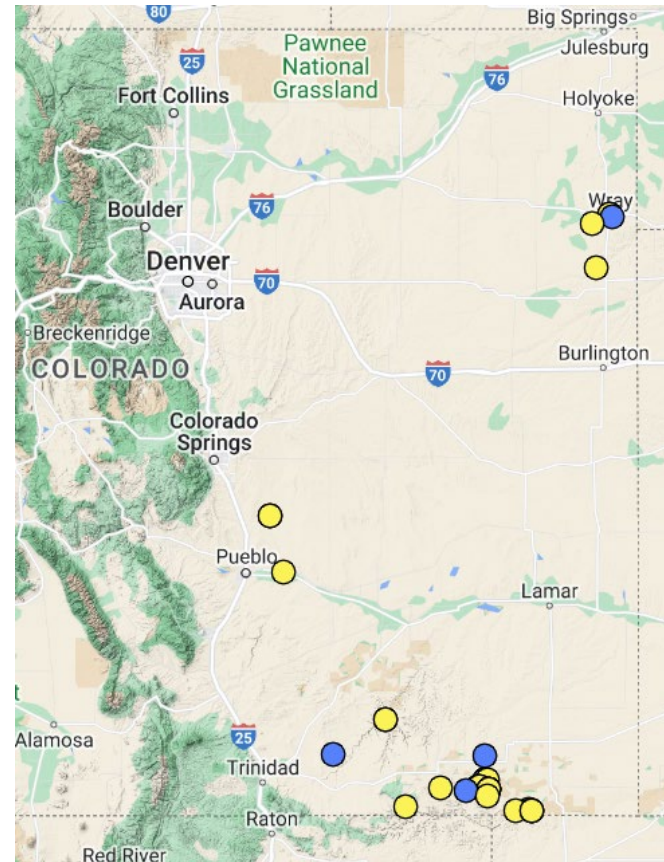 80
Big Springs
Julesburg
Pawnee
National
Grassland
25
76
Fort Collins
Holyoke
Wray
76
Boulder
Denver
Aurora
70
Breckenridge
COLORADO
Burlington
70
Colorado
Springs
Pueblo
Lamar
t
25
Alamosa
Trinidad
Raton
Red River